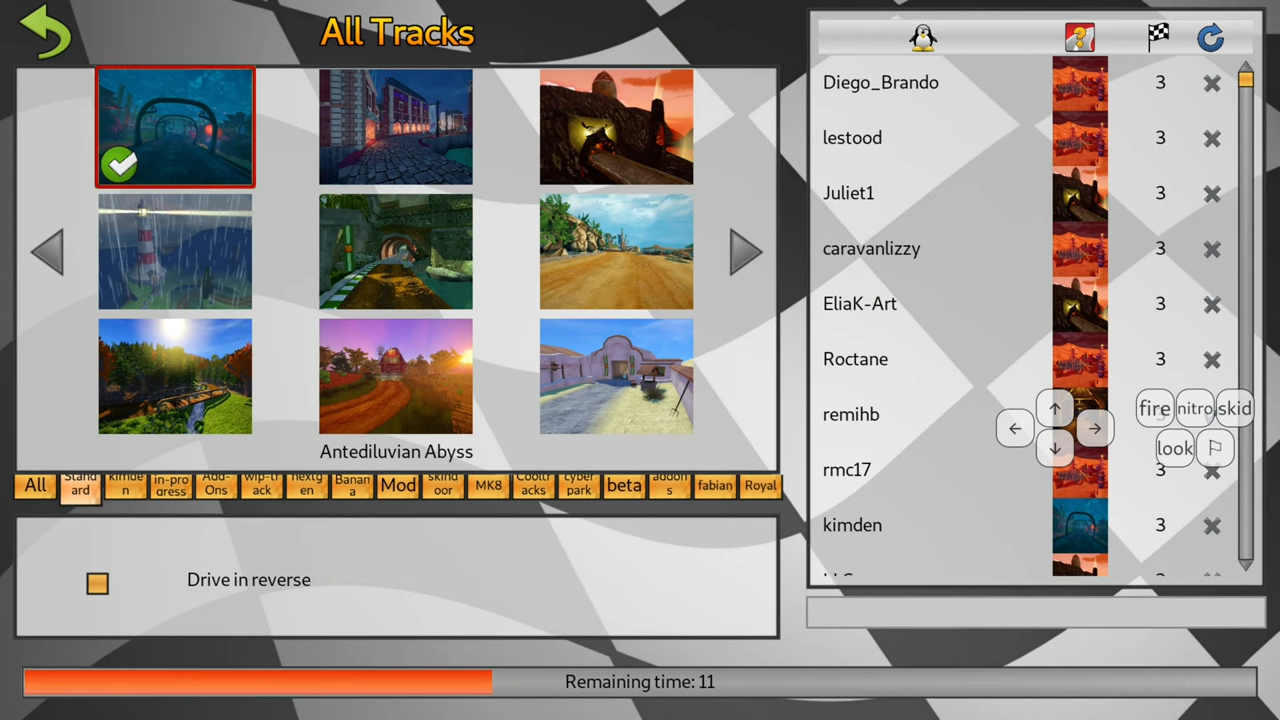 All Tracks
Antediluvian Abyss
All
Stand
ard
kimde
n
in-pro
gress
Add-
Ons
wip-tr
ack
nextg
en
Banan
a
Mod
skind
oor
MK8
Cooltr
acks
cyber
park
beta
addon
s
fabian
Royal
Drive in reverse
Remaining time: 11
Diego_Brando 3
lestood 3
Juliet1 3
caravanlizzy 3
EliaK-Art 3
Roctane 3
remihb
rmc17 3
kimden 3
fire nitro skid
look